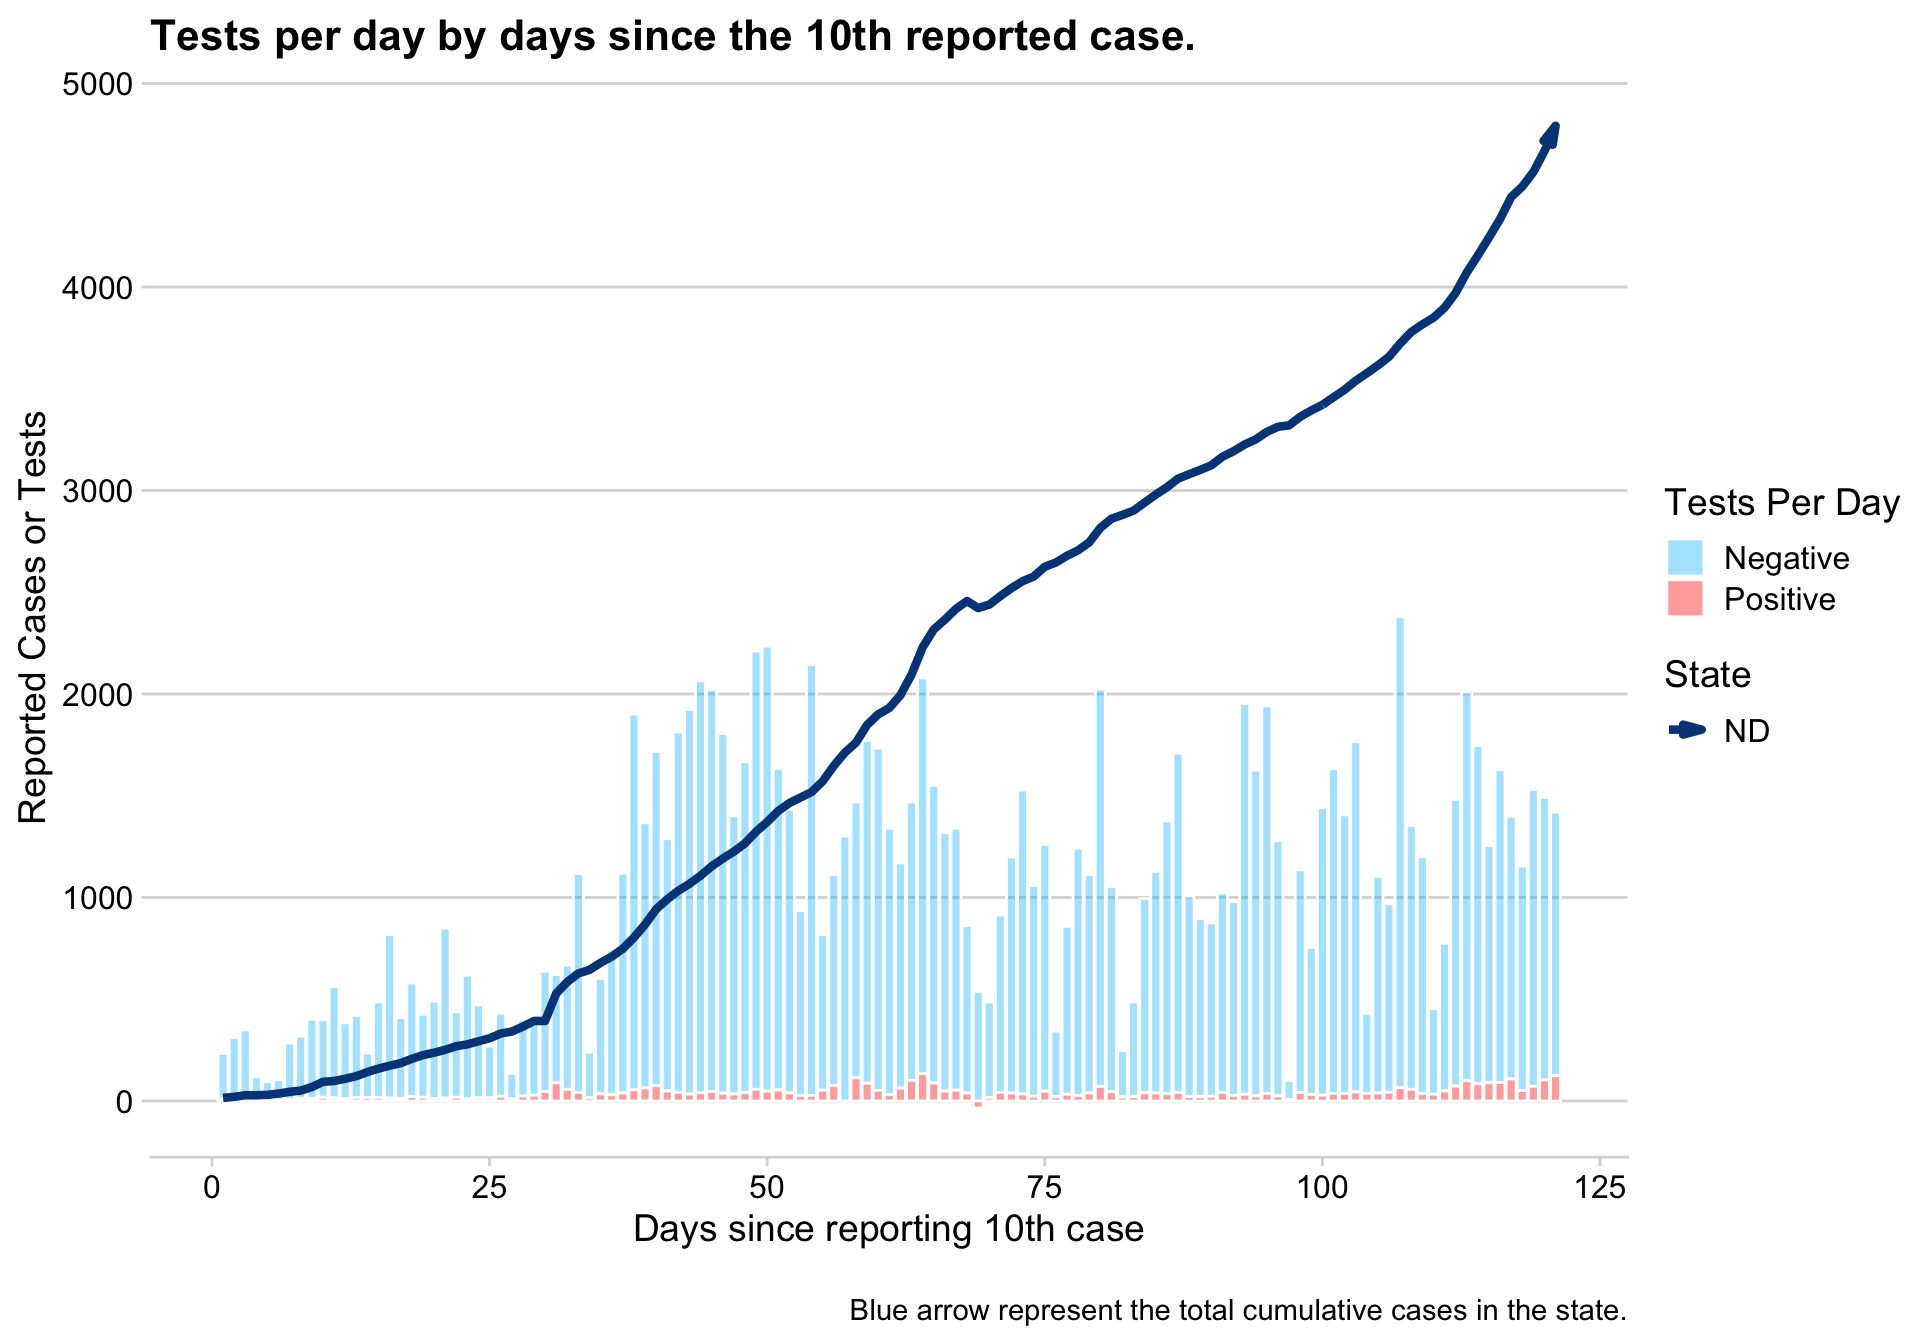 Tests per day by days since the 10th reported case.
5000
4000
3000
2000
1000
0
Reported Cases or Tests
0 25 50 75 100 125
Days since reporting 10th case
Tests Per Day
Negative
Positive
State
ND
Blue arrow represent the total cumulative cases in the state.